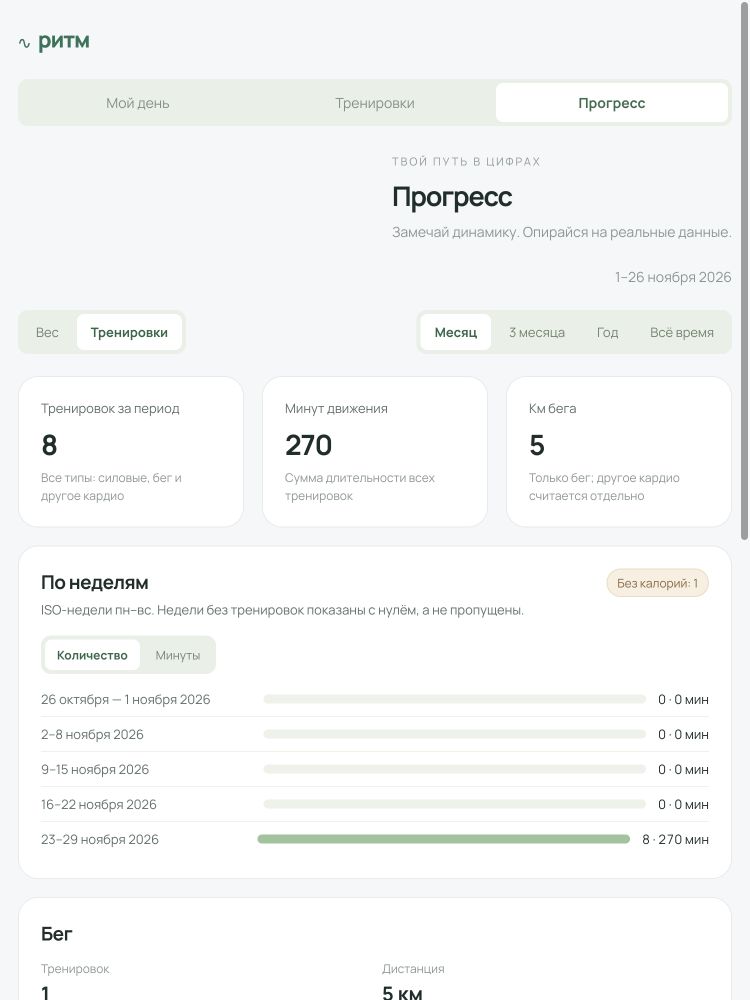 ∿ ритм
Мой день
Тренировки
Прогресс
ТВОЙ ПУТЬ В ЦИФРАХ
Прогресс
Замечай динамику. Опирайся на реальные данные.
1–26 ноября 2026
Вес
Тренировки
Месяц
3 месяца
Год
Всё время
Тренировок за период
8
Все типы: силовые, бег и
другое кардио
Минут движения
270
Сумма длительности всех
тренировок
Км бега
5
Только бег; другое кардио
считается отдельно
По неделям
Без калорий: 1
ISO-недели пн–вс. Недели без тренировок показаны с нулём, а не пропущены.
Количество
Минуты
26 октября — 1 ноября 2026
0 · 0 мин
2–8 ноября 2026
0 · 0 мин
9–15 ноября 2026
0 · 0 мин
16–22 ноября 2026
0 · 0 мин
23–29 ноября 2026
8 · 270 мин
Бег
Тренировок
1
Дистанция
5 км